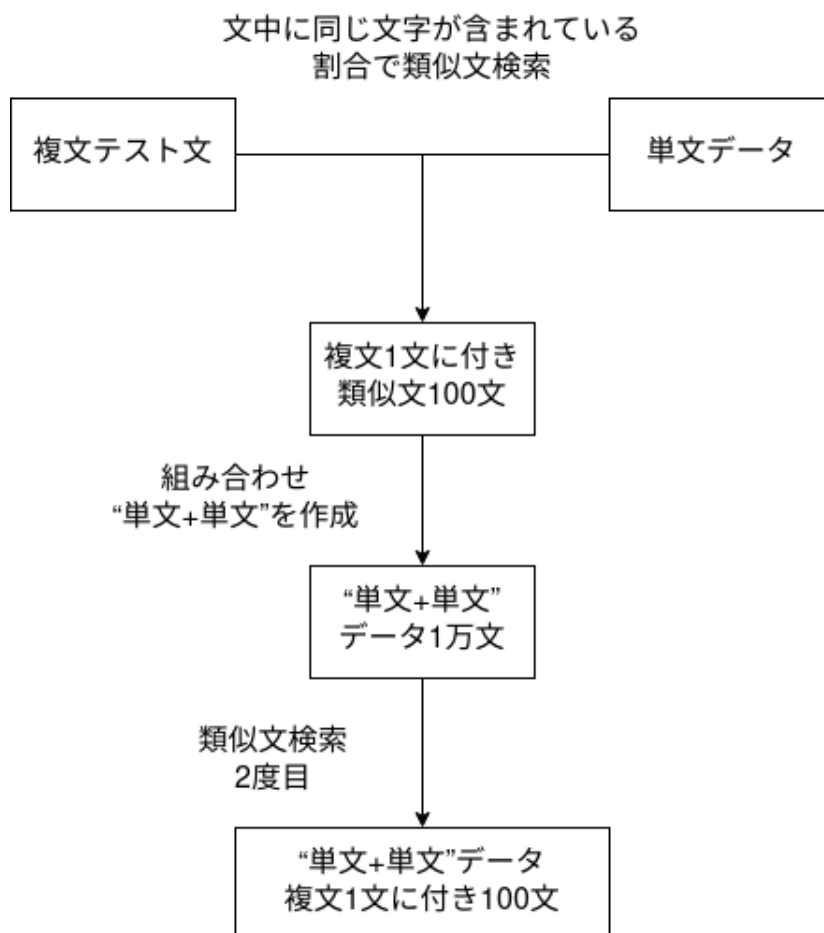 文中に同じ文字が含まれている
割合で類似文検索
複文テスト文
単文データ
複文1文に付き
類似文100文
組み合わせ
“単文+単文”を作成
“単文+単文”
データ1万文
類似文検索
2度目
“単文+単文”データ
複文1文に付き100文